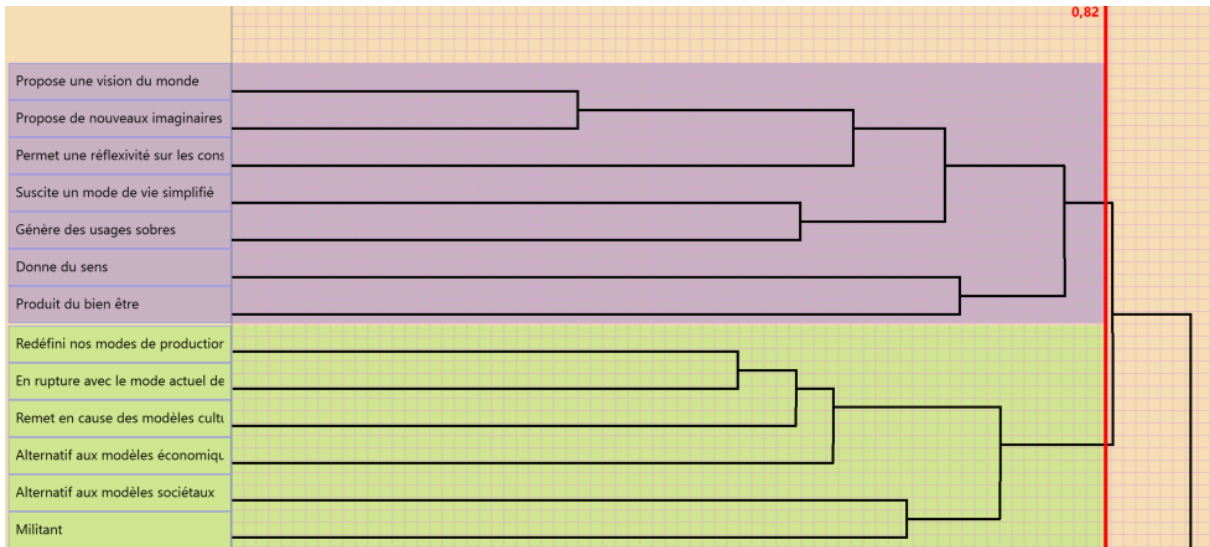 0,82
Propose une vision du monde
Propose de nouveaux imaginaires
Permet une réflexivité sur les cons
Suscite un mode de vie simplifié
Génère des usages sobres
Donne du sens
Produit du bien être
Redéfini nos modes de production
En rupture avec le mode actuel de
Remet en cause des modèles cultu
Alternatif aux modèles économiqu
Alternatif aux modèles sociétaux
Militant